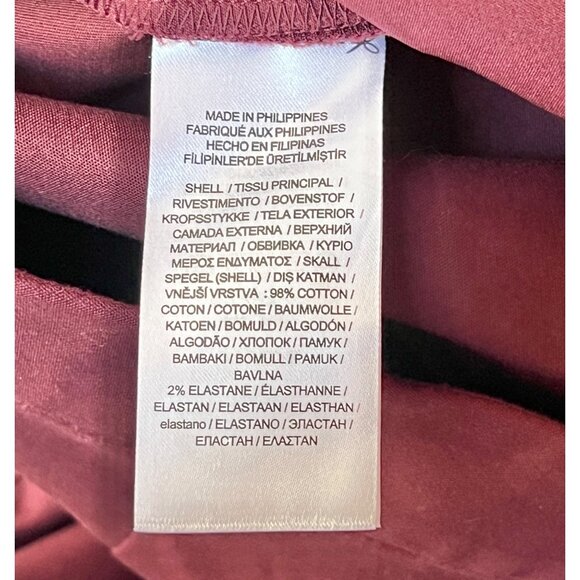 MADE IN PHILIPPINES
FABRIQUÉ AUX PHILIPPINES
HECHO EN FILIPINAS
FİLİPİNLER'DE ÜRETİLMİŞTİR
SHELL / TISSU PRINCIPAL /
RIVESTIMENTO / BOVENSTOF /
KROPSSTYKKE / TELA EXTERIOR /
CAMADA EXTERNA / ВЕРХНИЙ
МАТЕРИАЛ / ОБВИВКА / ΚΥΡΙΟ
ΜΕΡΟΣ ΕΝΔΥΜΑΤΟΣ / SKALL /
SPEGEL (SHELL) / DIŞ KATMAN /
VNĚJŠÍ VRSTVA : 98% COTTON /
COTON / COTONE / BAUMWOLLE /
KATOEN / BOMULD / ALGODÓN /
ALGODÃO / ХЛОПОК / ПАМУК /
BAMBAKI / BOMULL / PAMUK /
BAVLNA
2% ELASTANE / ÉLASTHANNE /
ELASTAN / ELASTAAN / ELASTHAN /
elastano / ELASTANO / ЭЛАСТАН /
ЕЛАСТАН / ΕΛΑΣΤΑΝ